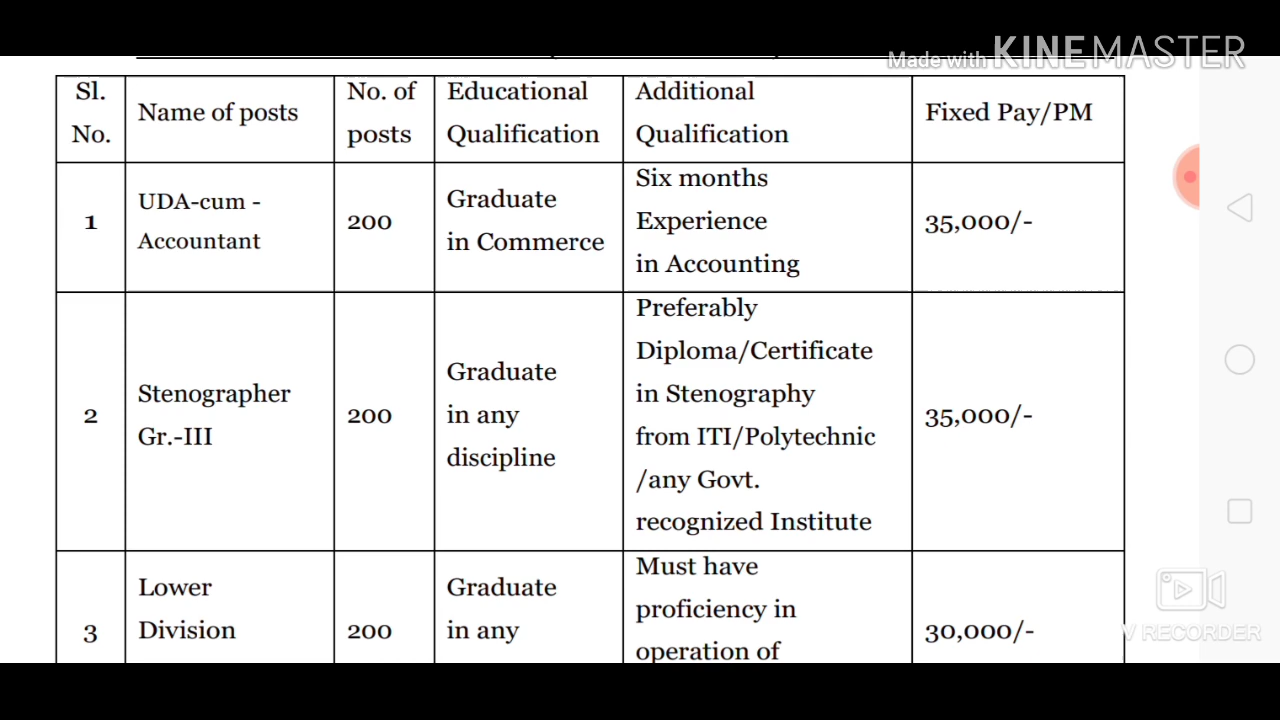 Made with KINEMASTER
Sl.
No.
Name of posts
No. of
posts
Educational
Qualification
Additional
Qualification
Fixed Pay/PM
1
UDA-cum -
Accountant
200
Graduate
in Commerce
Six months
Experience
in Accounting
35,000/-
2
Stenographer
Gr.-III
200
Graduate
in any
discipline
Preferably
Diploma/Certificate
in Stenography
from ITI/Polytechnic
/any Govt.
recognized Institute
35,000/-
3
Lower
Division
200
Graduate
in any
Must have
proficiency in
operation of
30,000/-
V RECORDER